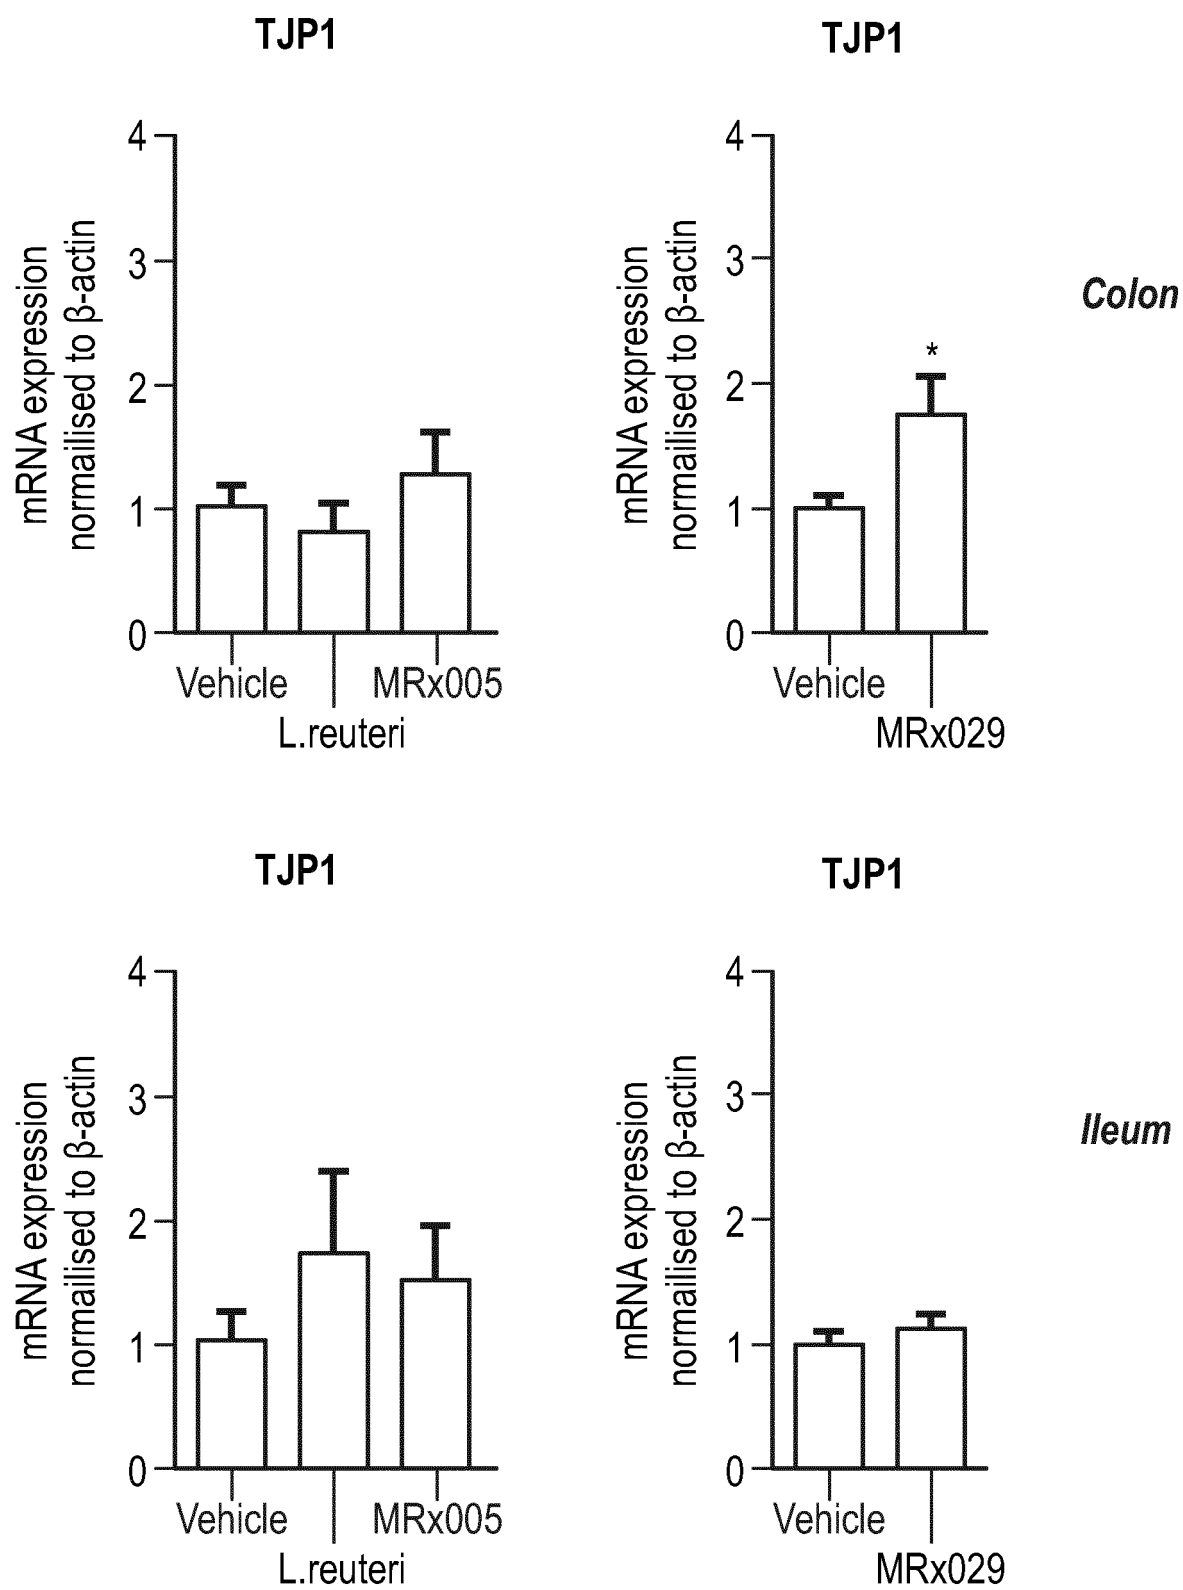 TJP1
mRNA expression
normailised to β-actin
4
3
2
1
0
Vehicle
L.reuteri
MRx005
TJP1
mRNA expression
normailised to β-actin
4
3
2
1
0
*
Vehicle
MRx029
Colon
TJP1
mRNA expression
normailised to β-actin
4
3
2
1
0
Vehicle
L.reuteri
MRx005
TJP1
mRNA expression
normailised to β-actin
4
3
2
1
0
Vehicle
MRx029
Ileum